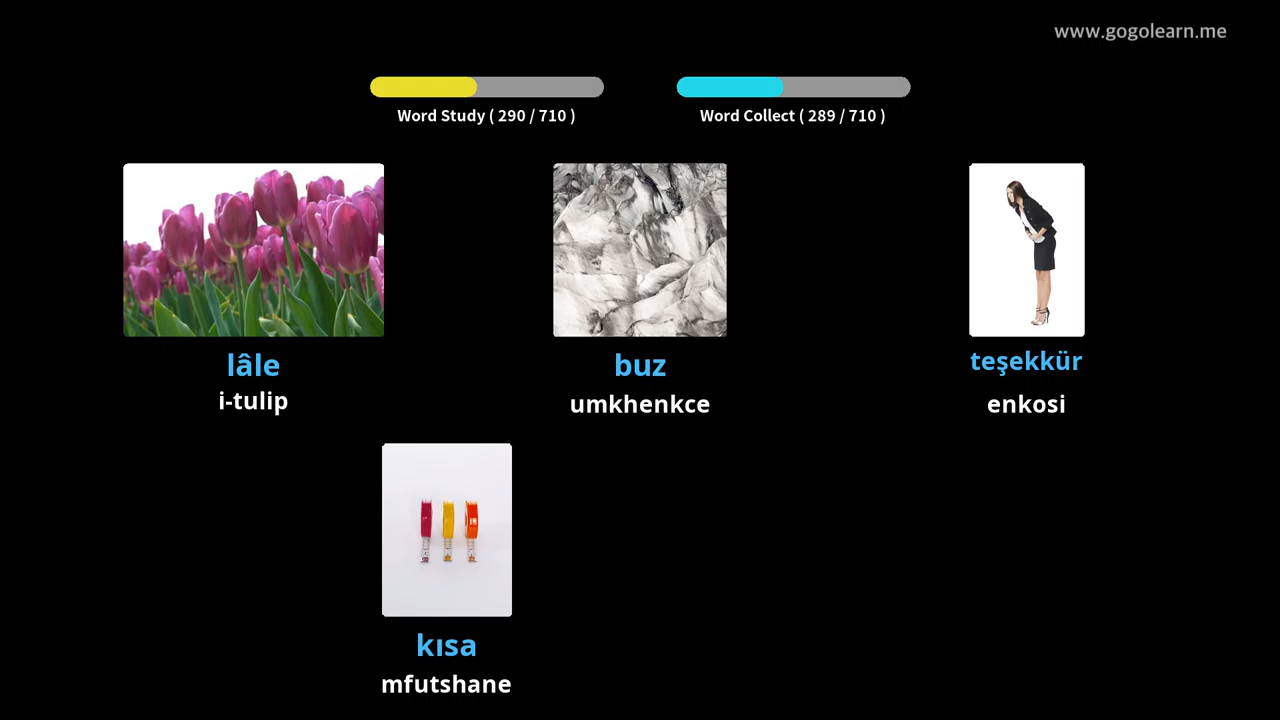 www.gogolearn.me
Word Study ( 290 / 710 )
Word Collect ( 289 / 710 )
lâle
i-tulip
buz
umkhenkce
teşekkür
enkosi
kısa
mfutshane